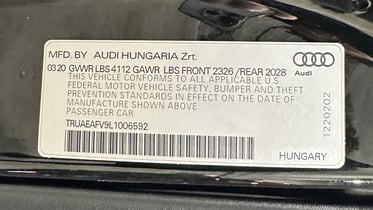 MFD. BY AUDI HUNGARIA Zrt.
0320 GVWR LBS 4112 GAWR LBS FRONT 2326 /REAR 2028
Audi
THIS VEHICLE CONFORMS TO ALL APPLICABLE U.S.
FEDERAL MOTOR VEHICLE SAFETY, BUMPER AND THEFT
PREVENTION STANDARDS IN EFFECT ON THE DATE
OF MANUFACTURE SHOWN ABOVE
PASSENGER CAR
TRUAEAFV9L1006592
HUNGARY
1220202